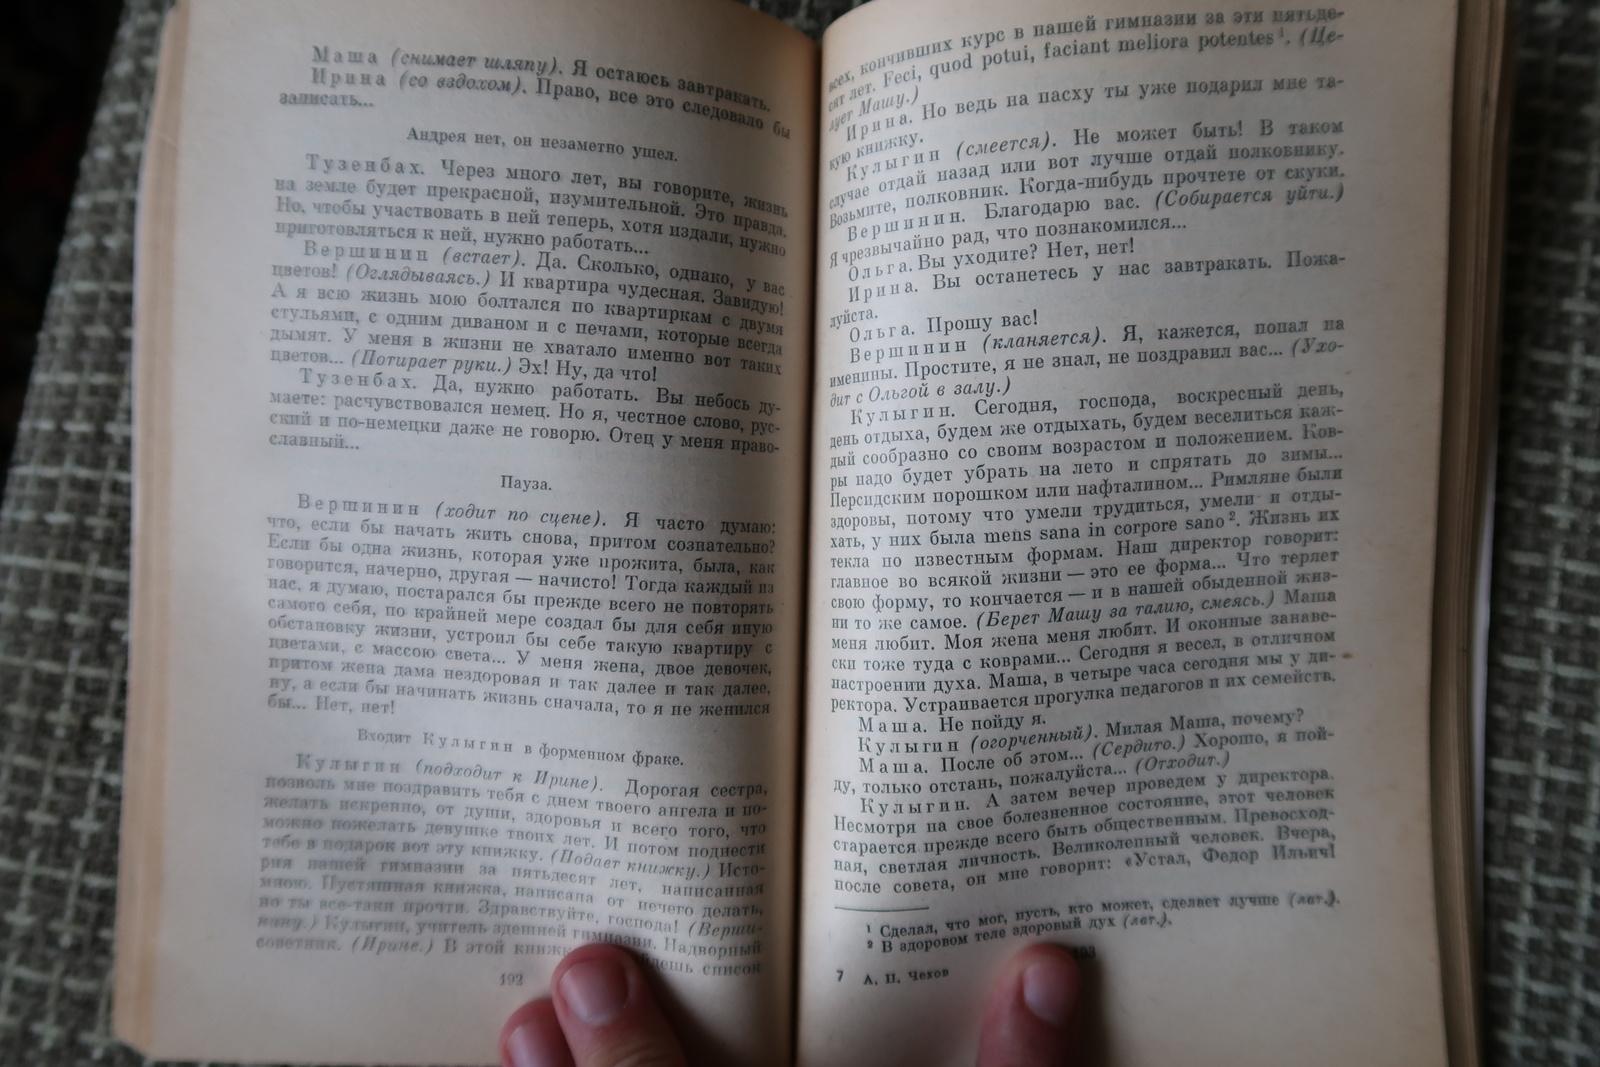 Маша (снимает шляпу). Я остаюсь завтракать.
Ирина (со вздохом). Право, все это следовало бы
записать...
Андрея нет, он незаметно ушел.
Тузенбах. Через много лет, вы говорите, жизнь
на земле будет прекрасной, изумительной. Это правда.
Но, чтобы участвовать в ней теперь, хотя издали, нужно
приготовляться к ней, нужно работать...
Вершинин (встает). Да. Сколько, однако, у вас
цветов! (Оглядываясь.) И квартира чудесная. Завидую!
А я всю жизнь мою болтался по квартиркам с двумя
стульями, с одним диваном и с печами, которые всегда
дымят. У меня в жизни не хватало именно вот таких
цветов... (Потирает руки.) Эх! Ну, да что!
Тузенбах. Да, нужно работать. Вы небось ду-
маете: расчувствовался немец. Но я, честное слово, рус-
ский и по-немецки даже не говорю. Отец у меня право-
славный...
Пауза.
Вершинин (ходит по сцене). Я часто думаю:
что, если бы начать жить снова, притом сознательно?
Если бы одна жизнь, которая уже прожита, была, как
говорится, начерно, другая — начисто! Тогда каждый из
нас, я думаю, постарался бы прежде всего не повторять
самого себя, по крайней мере создал бы для себя иную
обстановку жизни, устроил бы себе такую квартиру с
цветами, с массою света... У меня жена, двое девочек,
притом жена дама нездоровая и так далее и так далее,
ну, а если бы начинать жизнь сначала, то я не женился
бы... Нет, нет!
Входит Кулыгин в форменном фраке.
Кулыгин (подходит к Ирине). Дорогая сестра,
позволь мне поздравить тебя с днем твоего ангела и по-
желать искренно, от души, здоровья и всего того, что
можно пожелать девушке твоих лет. И потом поднести
тебе в подарок вот эту книжку. (Подает книжку.) Исто-
рия нашей гимназии за пятьдесят лет, написанная
мною. Пустяшная книжка, написана от нечего делать,
но ты все-таки прочти. Здравствуйте, господа! (Верши-
нину.) Кулыгин, учитель здешней гимназии. Надворный
советник. (Ирине.) В этой книжке найдешь список
192
всех, кончивших курс в нашей гимназии за эти пятьде-
сят лет. Feci, quod potui, faciant meliora potentes¹. (Це-
лует Машу.)
Ирина. Но ведь на пасху ты уже подарил мне та-
кую книжку.
Кулыгин (смеется). Не может быть! В таком
случае отдай назад или вот лучше отдай полковнику.
Возьмите, полковник. Когда-нибудь прочтете от скуки.
Вершинин. Благодарю вас. (Собирается уйти.)
Я чрезвычайно рад, что познакомился...
Ольга. Вы уходите? Нет, нет!
Ирина. Вы останетесь у нас завтракать. Пожа-
луйста.
Ольга. Прошу вас!
Вершинин (кланяется). Я, кажется, попал на
именины. Простите, я не знал, не поздравил вас... (Ухо-
дит с Ольгой в залу.)
Кулыгин. Сегодня, господа, воскресный день,
день отдыха, будем же отдыхать, будем веселиться каж-
дый сообразно со своим возрастом и положением. Ков-
ры надо будет убрать на лето и спрятать до зимы...
Персидским порошком или нафталином... Римляне были
здоровы, потому что умели трудиться, умели и отды-
хать, у них была mens sana in corpore sano². Жизнь их
текла по известным формам. Наш директор говорит:
главное во всякой жизни — это ее форма... Что теряет
свою форму, то кончается — и в нашей обыденной жиз-
ни то же самое. (Берет Машу за талию, смеясь.) Маша
меня любит. Моя жена меня любит. И оконные занаве-
ски тоже туда с коврами... Сегодня я весел, в отличном
настроении духа. Маша, в четыре часа сегодня мы у ди-
ректора. Устраивается прогулка педагогов и их семейств.
Маша. Не пойду я.
Кулыгин (огорченный). Милая Маша, почему?
Маша. После об этом... (Сердито.) Хорошо, я пой-
ду, только отстань, пожалуйста... (Отходит.)
Кулыгин. А затем вечер проведем у директора.
Несмотря на свое болезненное состояние, этот человек
старается прежде всего быть общественным. Превосход-
ная, светлая личность. Великолепный человек. Вчера,
после совета, он мне говорит: «Устал, Федор Ильич!
¹ Сделал, что мог, пусть, кто может, сделает лучше (лат.).
² В здоровом теле здоровый дух (лат.).
193
7 А. П. Чехов